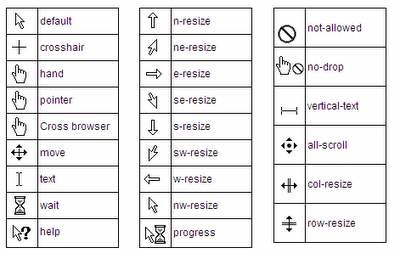 default
crosshair
hand
pointer
Cross browser
move
text
wait
help
n-resize
ne-resize
e-resize
se-resize
s-resize
sw-resize
w-resize
nw-resize
progress
not-allowed
no-drop
vertical-text
all-scroll
col-resize
row-resize